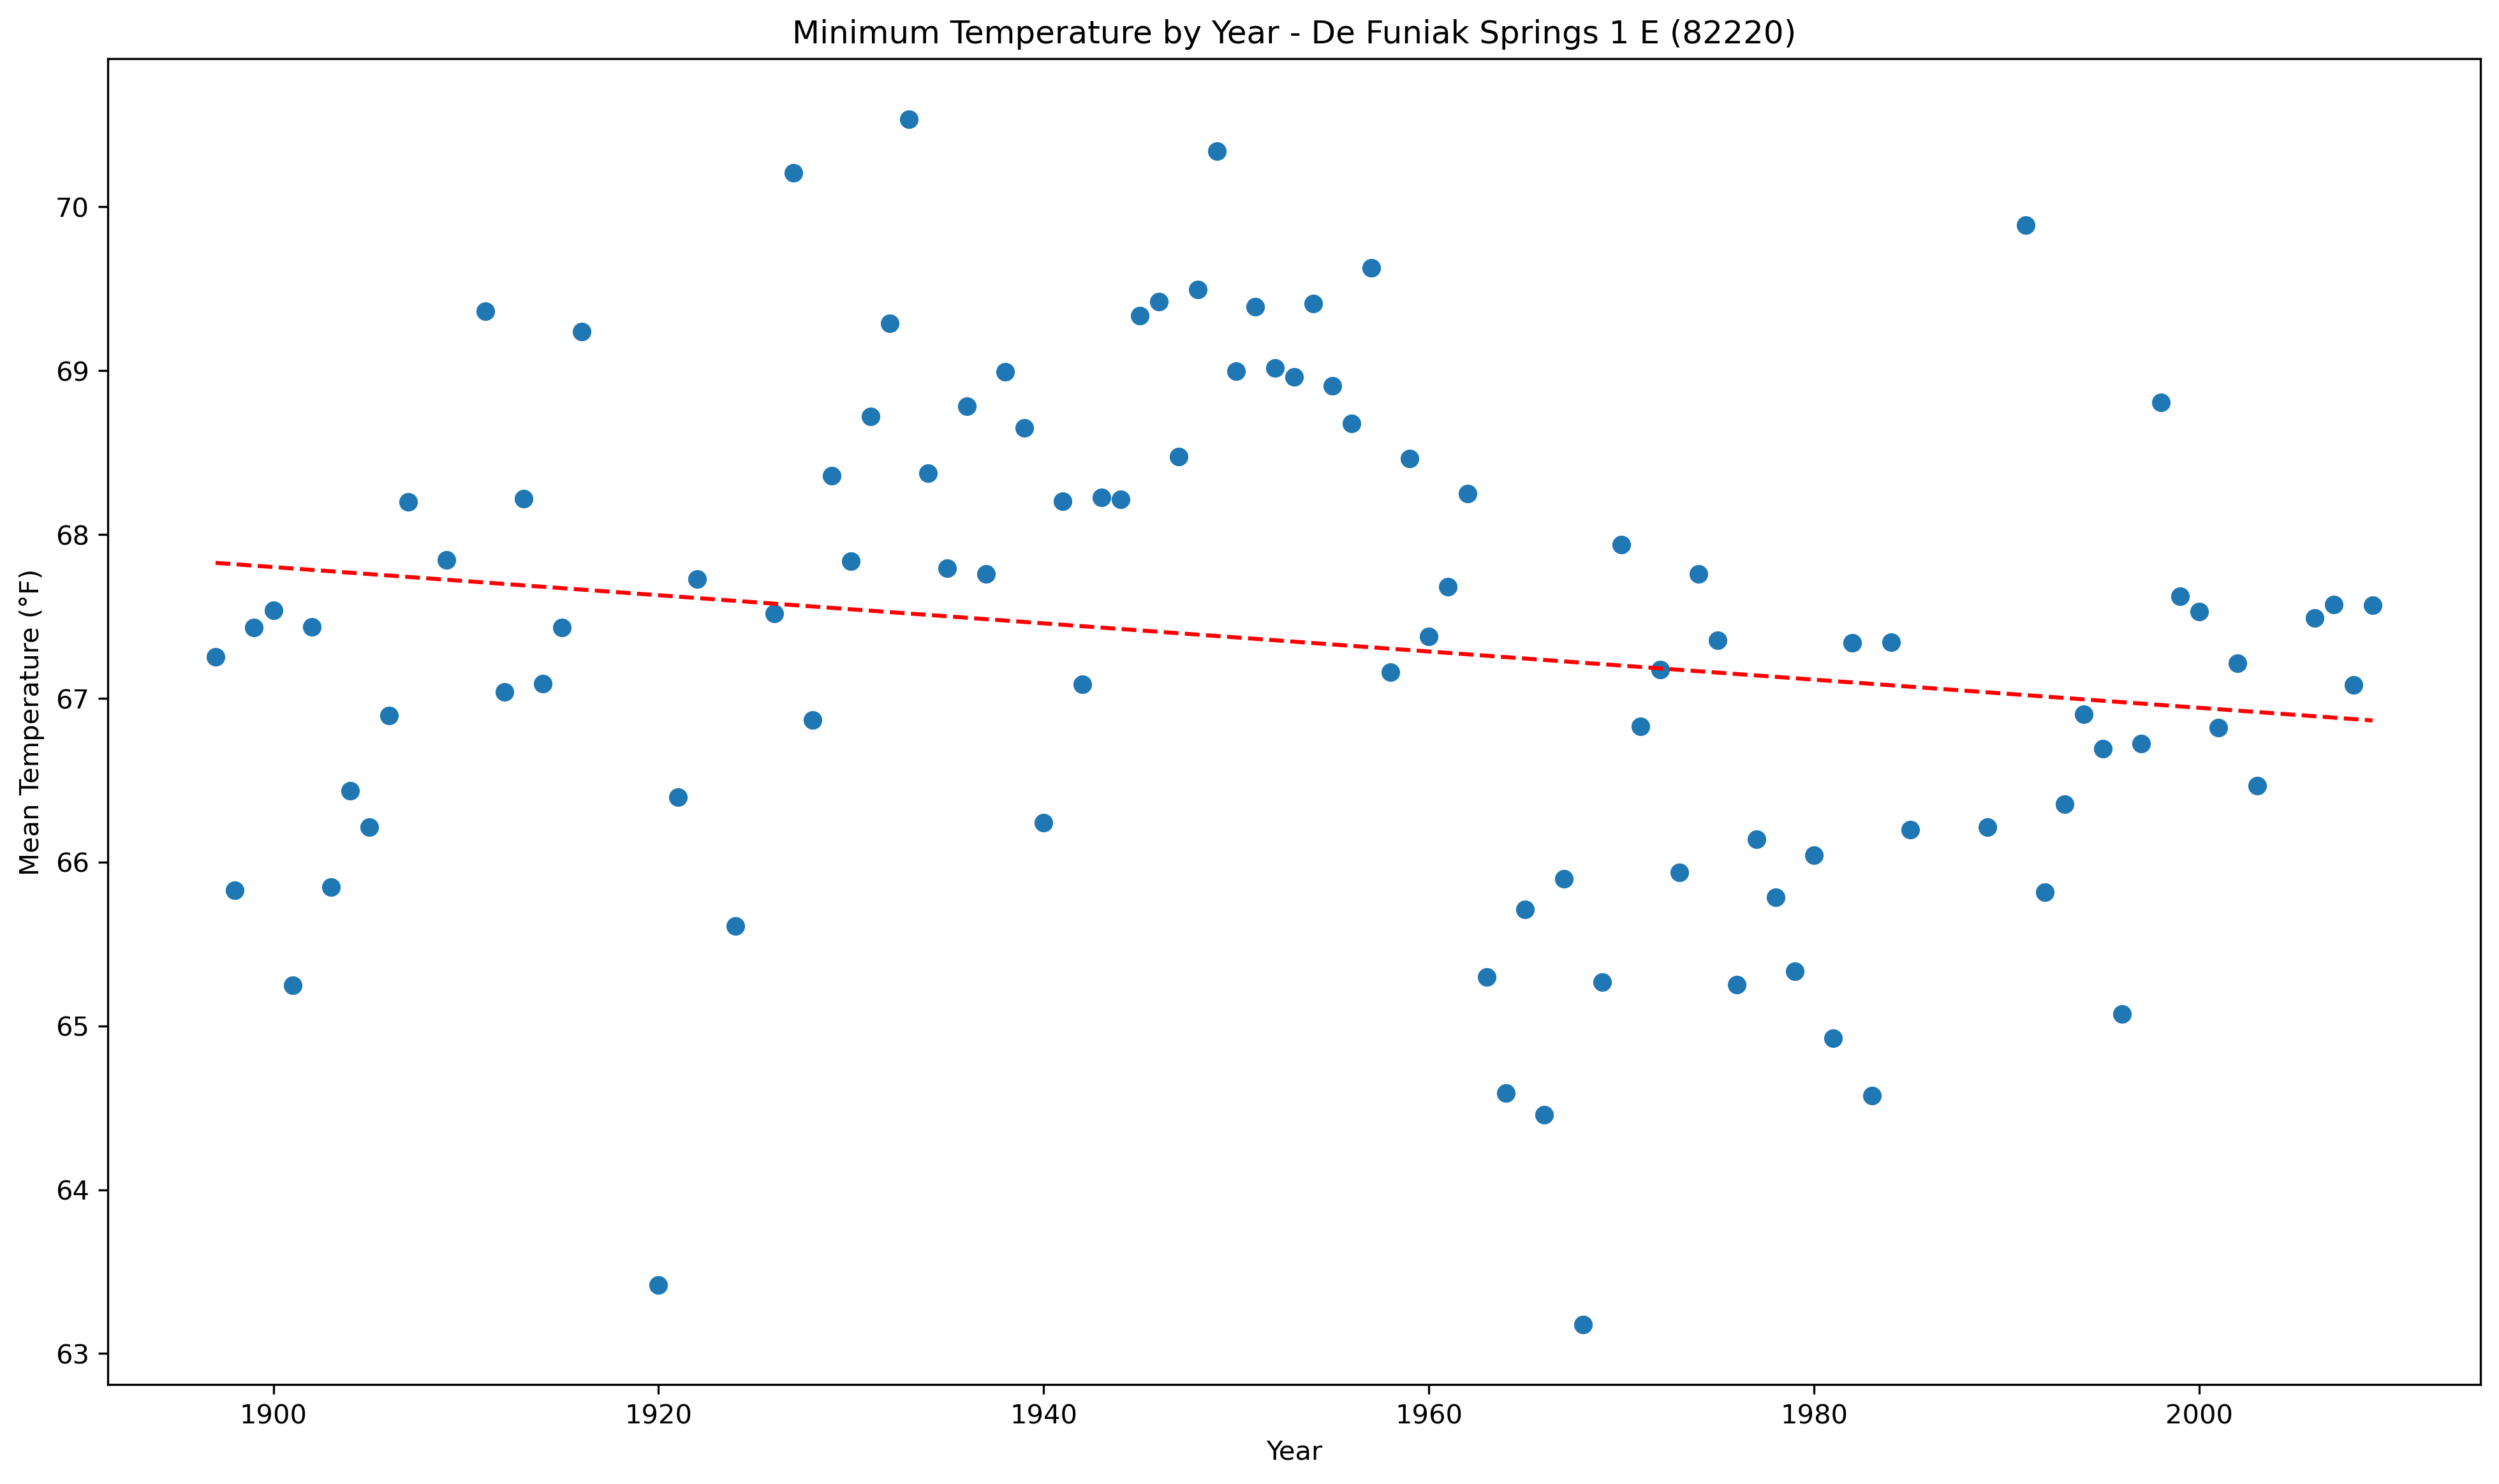 Minimum Temperature by Year - De Funiak Springs 1 E (82220)
Mean Temperature (°F)
70
69
68
67
66
65
64
63
1900 1920 1940 1960 1980 2000
Year